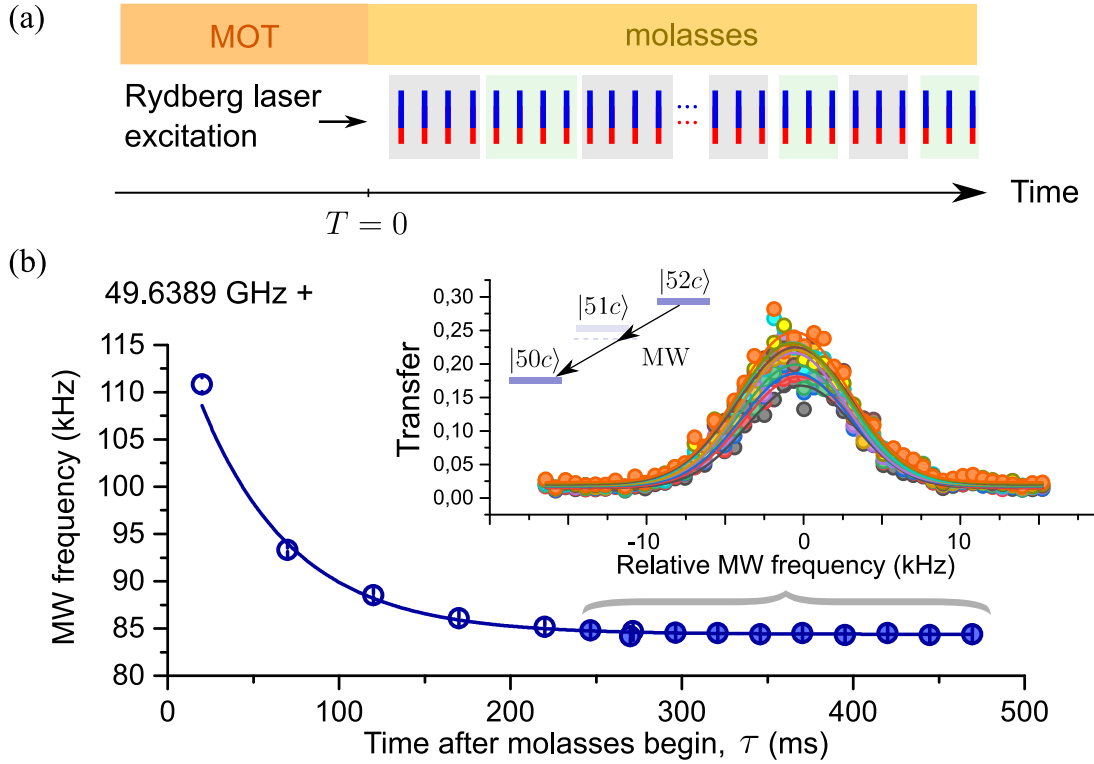 (a)
MOT
molasses
Rydberg laser
excitation
Time
T = 0
(b)
49.6389 GHz +
MW frequency (kHz)
115
110
105
100
95
90
85
80
0
100
200
300
400
500
Time after molasses begin, τ (ms)
Transfer
0,30
0,25
0,20
0,15
0,10
0,05
0,00
|52c⟩
|51c⟩
|50c⟩
MW
-10
0
10
Relative MW frequency (kHz)